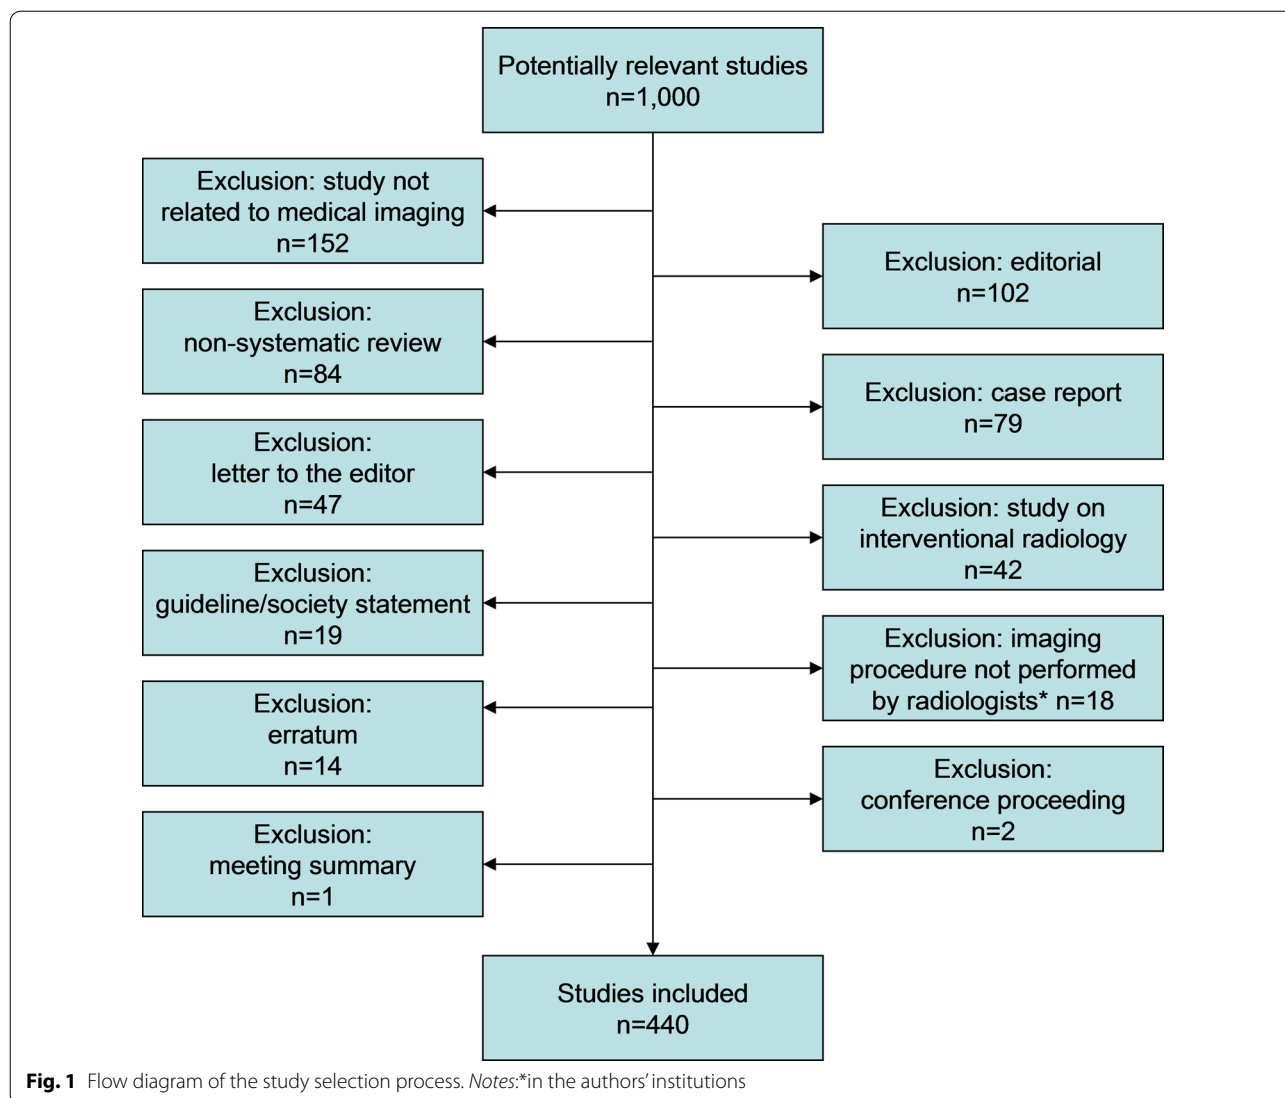 Potentially relevant studies
n=1,000
Exclusion: study not
related to medical imaging
n=152
Exclusion: editorial
n=102
Exclusion:
non-systematic review
n=84
Exclusion: case report
n=79
Exclusion:
letter to the editor
n=47
Exclusion: study on
interventional radiology
n=42
Exclusion:
guideline/society statement
n=19
Exclusion: imaging
procedure not performed
by radiologists* n=18
Exclusion:
erratum
n=14
Exclusion:
conference proceeding
n=2
Exclusion:
meeting summary
n=1
Studies included
n=440
Fig. 1 Flow diagram of the study selection process. Notes:*in the authors' institutions